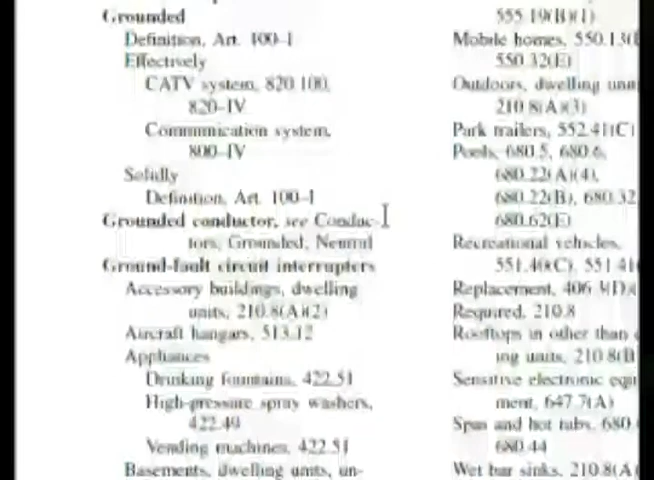 Grounded
Definition, Art. 100-I
Effectively
CATV system, 820.100,
820-IV
Communication system,
800-IV
Solidly
Definition, Art. 100-I
Grounded conductor, see Conduc-
tors, Grounded, Neutral
Ground-fault circuit interrupters
Accessory buildings, dwelling
units, 210.8(A)(2)
Aircraft hangars, 513.12
Appliances
Drinking fountains, 422.51
High-pressure spray washers,
422.49
Vending machines, 422.51
Basements, dwelling units, un-
555.19(B)(1)
Mobile homes, 550.13(
550.32(E)
Outdoors, dwelling
210.8(A)(3)
Park trailers, 552.41(C)
Pools, 680.5, 680.6,
680.22(A)(4),
680.22(B), 680.32
680.62(E)
Recreational vehicles,
551.40(C), 551.41
Replacement,
Required, 210.8
Rooftops in other than
ing units, 210.8(B
Sensitive electronic equi
ment, 647.7(A)
Spas and hot tubs, 680.
680.44
Wet bar sinks, 210.8(A